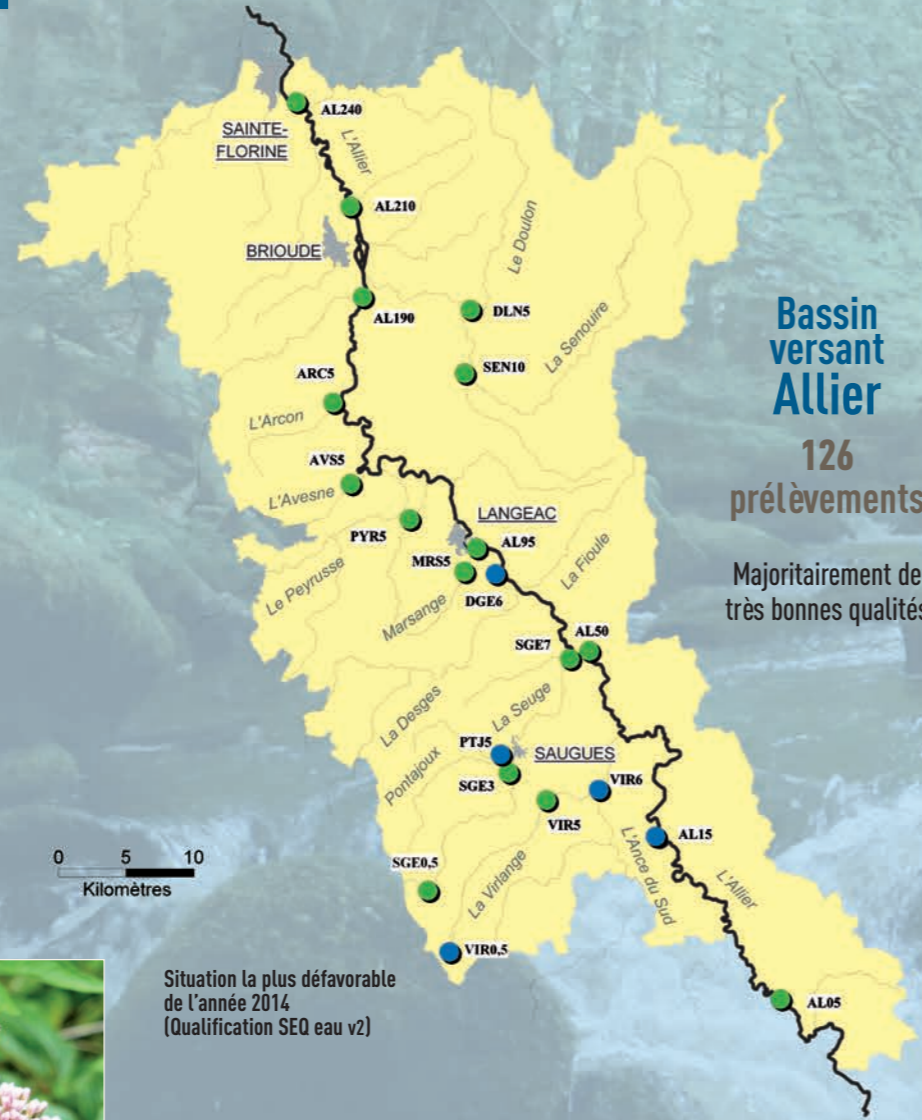 AL240
SAINTE-
FLORINE
L'Allier
AL210
BRIOUDE
Le Doulon
AL190
DLN5
La Senouire
SEN10
ARC5
L'Arcon
AVS5
L'Avesne
LANGEAC
PYR5
AL95
La Fioule
MRS5
Le Peyrusse
DGE6
Marsange
AL50
SGE7
La Desges
La Seuge
PTJ5
SAUGUES
Pontajoux
SGE3
VIR6
VIR5
AL15
L'Ance du Sud
SGE0,5
La Virlange
L'Allier
VIR0,5
AL05
0 5 10
Kilomètres
Bassin
versant
Allier
126
prélèvements
Majoritairement de
très bonnes qualités
Situation la plus défavorable
de l'année 2014
(Qualification SEQ eau v2)